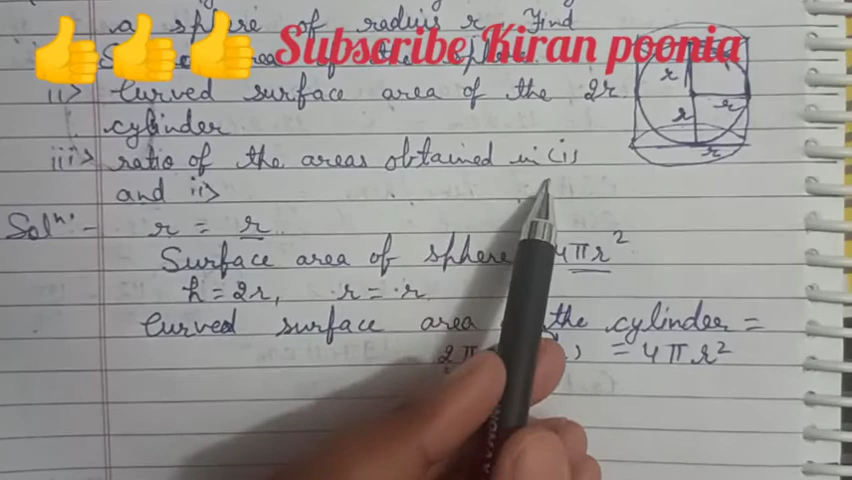 a sphere of radius r. Find
Subscribe Kiran poonia
ii> Curved surface area of the 2r
cylinder
iii> ratio of the areas obtained in (i)
and ii>
Solⁿ:- r = r
Surface area of sphere 4πr²
h = 2r, r = r
Curved surface area the cylinder =
2π ) = 4πr²
r
r
r
r